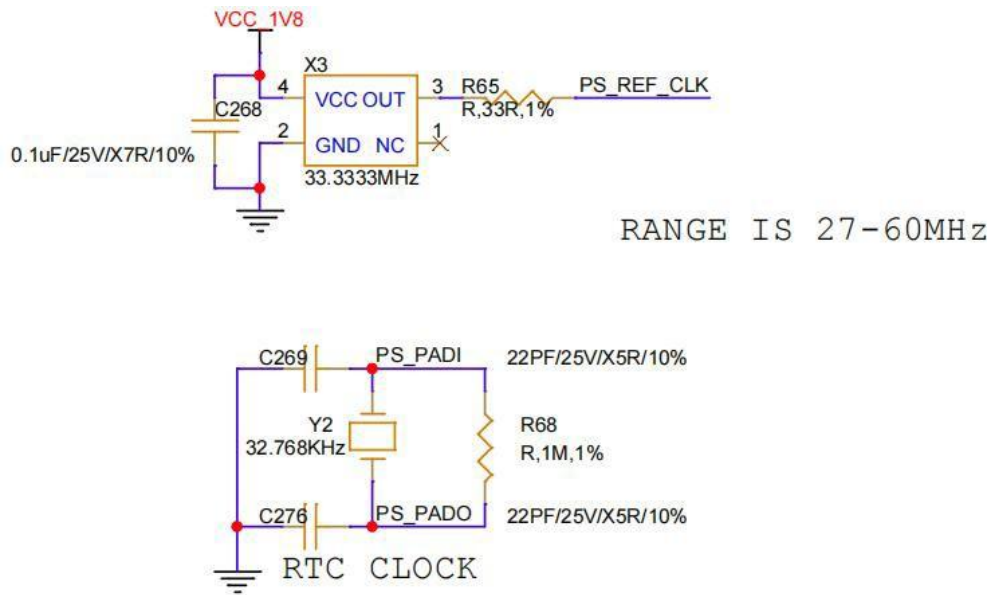 VCC_1V8
X3
4
VCC OUT
3
R65
PS_REF_CLK
R,33R,1%
C268
2
GND NC
1
0.1uF/25V/X7R/10%
33.3333MHz
RANGE IS 27-60MHz
C269
PS_PADI
22PF/25V/X5R/10%
Y2
32.768KHz
R68
R,1M,1%
C276
PS_PADO
22PF/25V/X5R/10%
RTC CLOCK